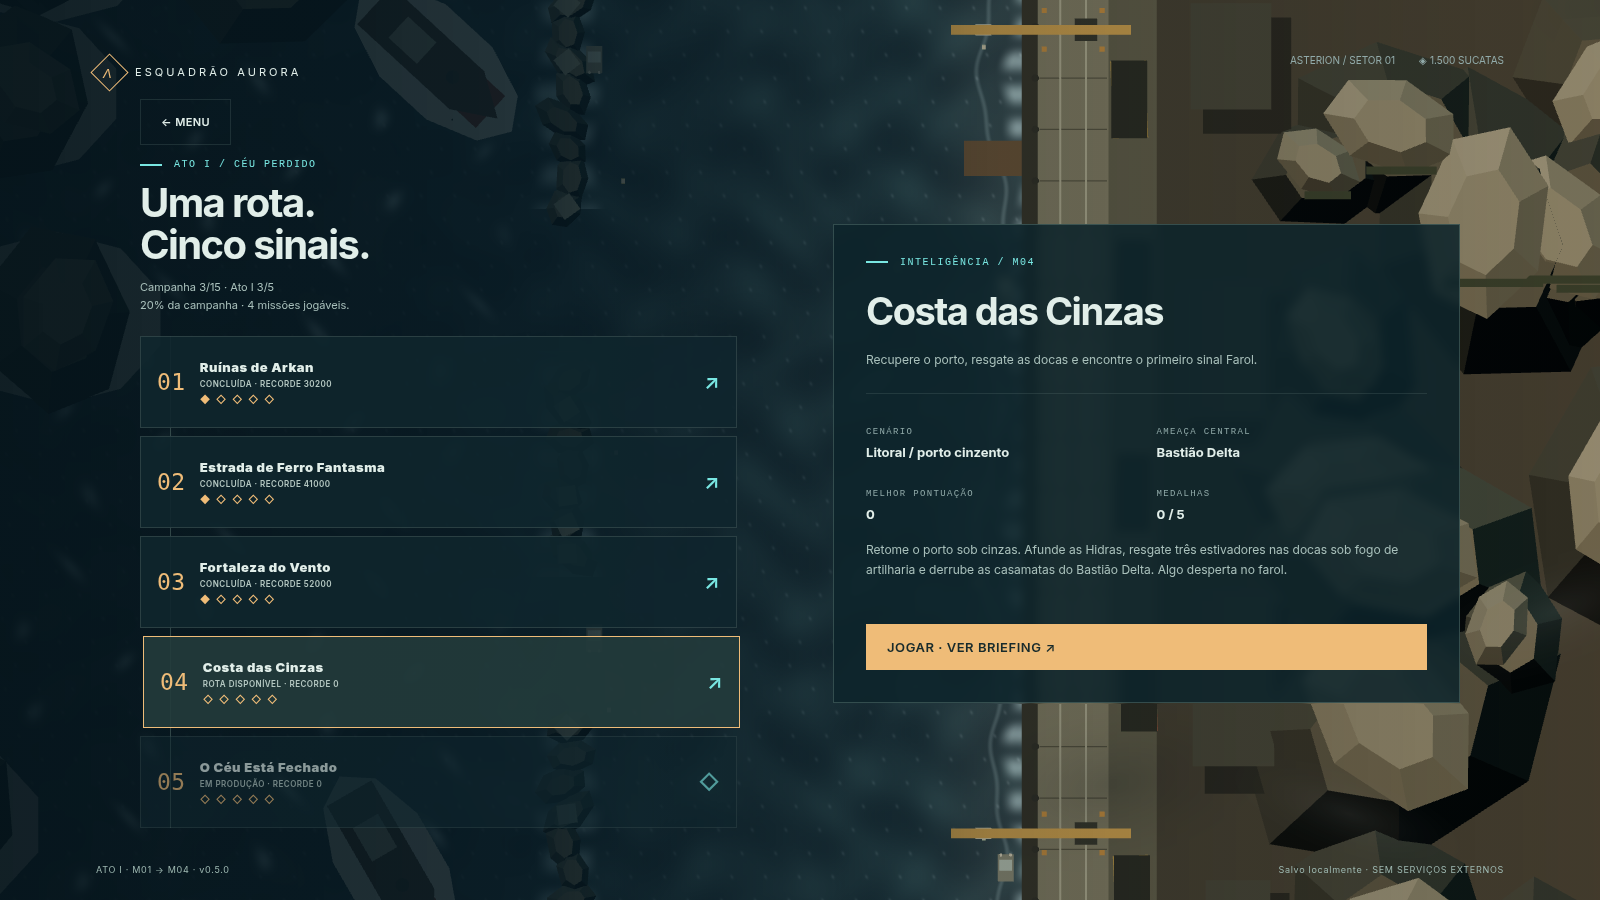 ESQUADRÃO AURORA
ASTERION / SETOR 01 ◈ 1.500 SUCATAS
← MENU
ATO I / CÉU PERDIDO
Uma rota.
Cinco sinais.
Campanha 3/15 · Ato I 3/5
20% da campanha · 4 missões jogáveis.
01
Ruínas de Arkan
CONCLUÍDA · RECORDE 30200
02
Estrada de Ferro Fantasma
CONCLUÍDA · RECORDE 41000
03
Fortaleza do Vento
CONCLUÍDA · RECORDE 52000
04
Costa das Cinzas
ROTA DISPONÍVEL · RECORDE 0
05
O Céu Está Fechado
EM PRODUÇÃO · RECORDE 0
INTELIGÊNCIA / M04
Costa das Cinzas
Recupere o porto, resgate as docas e encontre o primeiro sinal Farol.
CENÁRIO
Litoral / porto cinzento
AMEAÇA CENTRAL
Bastião Delta
MELHOR PONTUAÇÃO
0
MEDALHAS
0 / 5
Retome o porto sob cinzas. Afunde as Hidras, resgate três estivadores nas docas sob fogo de
artilharia e derrube as casamatas do Bastião Delta. Algo desperta no farol.
JOGAR · VER BRIEFING ↗
ATO I · M01 → M04 · v0.5.0
Salvo localmente · SEM SERVIÇOS EXTERNOS